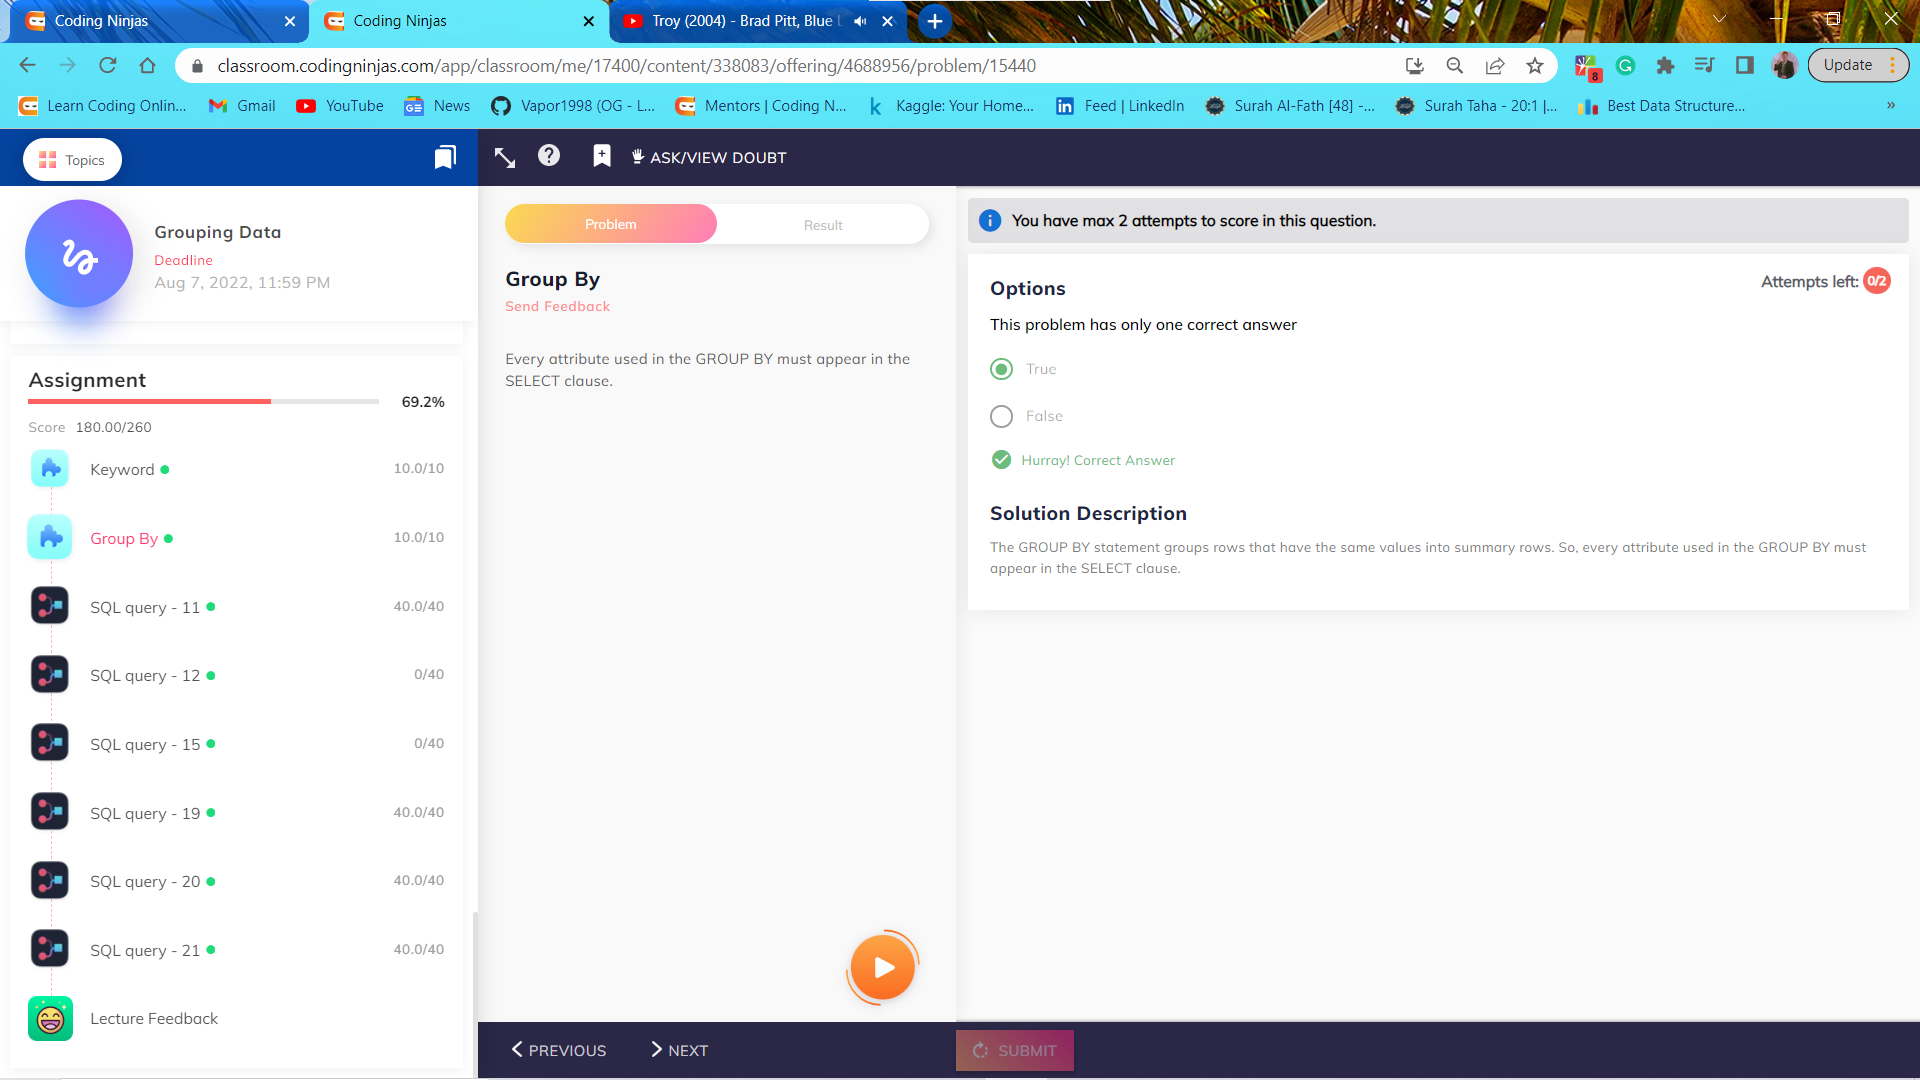 Coding Ninjas
Coding Ninjas
Troy (2004) - Brad Pitt, Blue
classroom.codingninjas.com/app/classroom/me/17400/content/338083/offering/4688956/problem/15440
8
Update
Learn Coding Onlin...
Gmail
YouTube
News
Vapor1998 (OG - L...
Mentors | Coding N...
Kaggle: Your Home...
Feed | LinkedIn
Surah Al-Fath [48] -...
Surah Taha - 20:1 |...
Best Data Structure...
»
Topics
ASK/VIEW DOUBT
Grouping Data
Deadline
Aug 7, 2022, 11:59 PM
Assignment
69.2%
Score 180.00/260
Keyword 10.0/10
Group By 10.0/10
SQL query - 11 40.0/40
SQL query - 12 0/40
SQL query - 15 0/40
SQL query - 19 40.0/40
SQL query - 20 40.0/40
SQL query - 21 40.0/40
Lecture Feedback
Problem
Result
Group By
Send Feedback
Every attribute used in the GROUP BY must appear in the
SELECT clause.
PREVIOUS
NEXT
You have max 2 attempts to score in this question.
Options
Attempts left: 0/2
This problem has only one correct answer
True
False
Hurray! Correct Answer
Solution Description
The GROUP BY statement groups rows that have the same values into summary rows. So, every attribute used in the GROUP BY must
appear in the SELECT clause.
SUBMIT